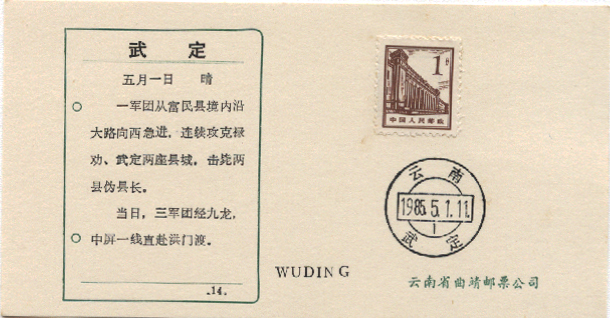 武 定
五月一日 晴
一军团从富民县境内沿
大路向西急进，连续攻克禄
劝、武定两座县城，击毙两
县伪县长。
当日，三军团经九龙，
中屏一线直赴洪门渡。
.14.
1分
中国人民邮政
云南
1985.5.1.11.
1
武定
WUDING
云南省曲靖邮票公司